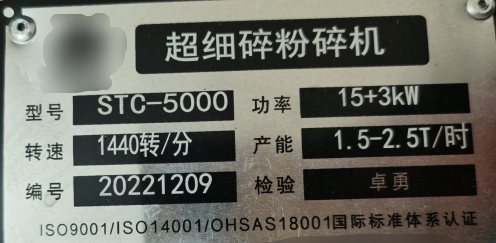 超细碎粉碎机
型号 STC-5000 功率 15+3kW
转速 1440转/分 产能 1.5-2.5T/时
编号 20221209 检验 卓勇
ISO9001/ISO14001/OHSAS18001国际标准体系认证